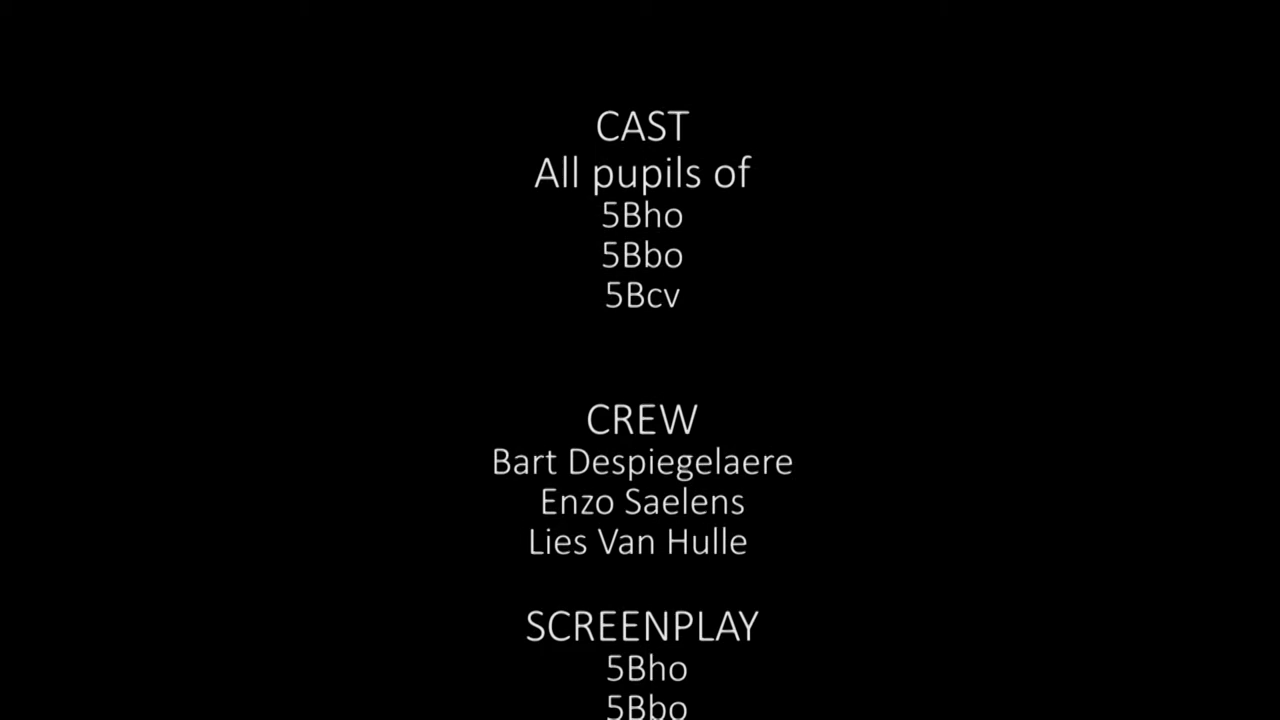 CAST
All pupils of
5Bho
5Bbo
5Bcv
CREW
Bart Despiegelaere
Enzo Saelens
Lies Van Hulle
SCREENPLAY
5Bho
5Bbo